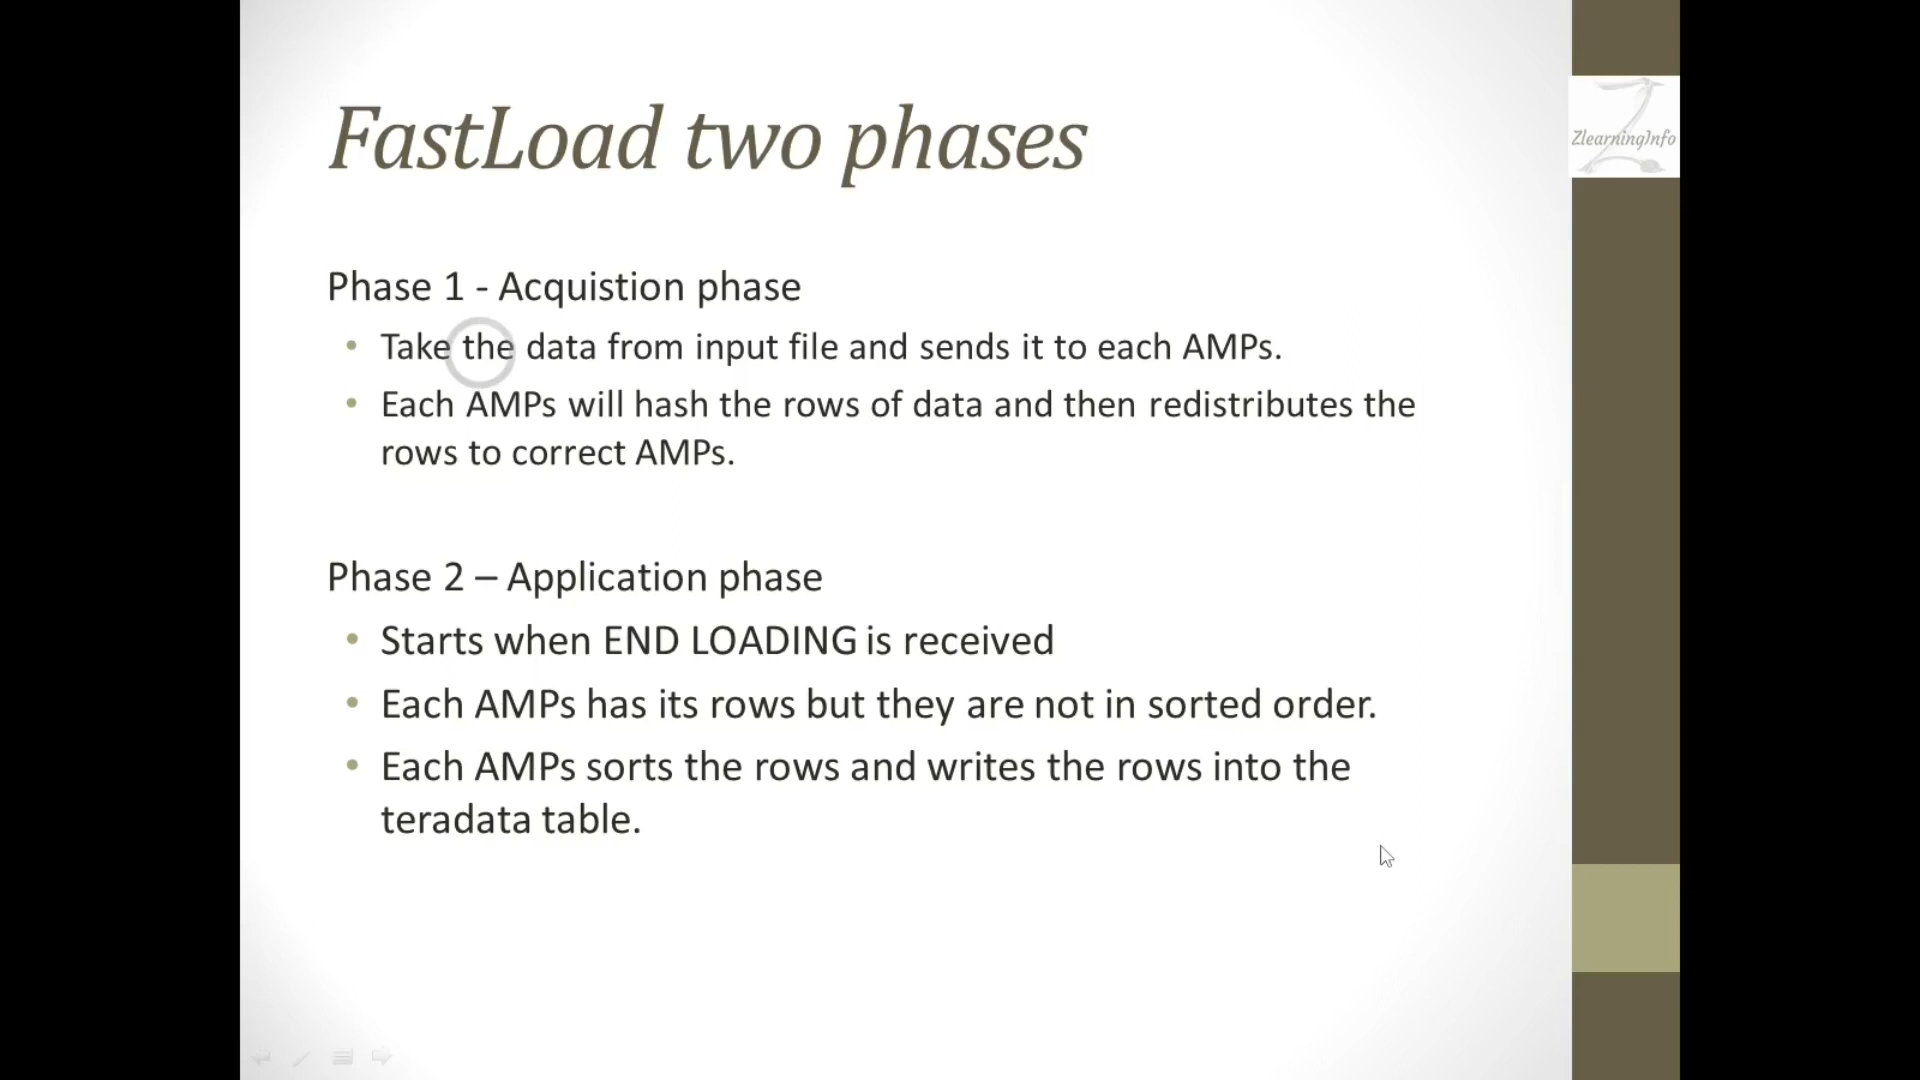 FastLoad two phases
ZlearningInfo
Phase 1 - Acquistion phase
• Take the data from input file and sends it to each AMPs.
• Each AMPs will hash the rows of data and then redistributes the
rows to correct AMPs.
Phase 2 – Application phase
• Starts when END LOADING is received
• Each AMPs has its rows but they are not in sorted order.
• Each AMPs sorts the rows and writes the rows into the
teradata table.